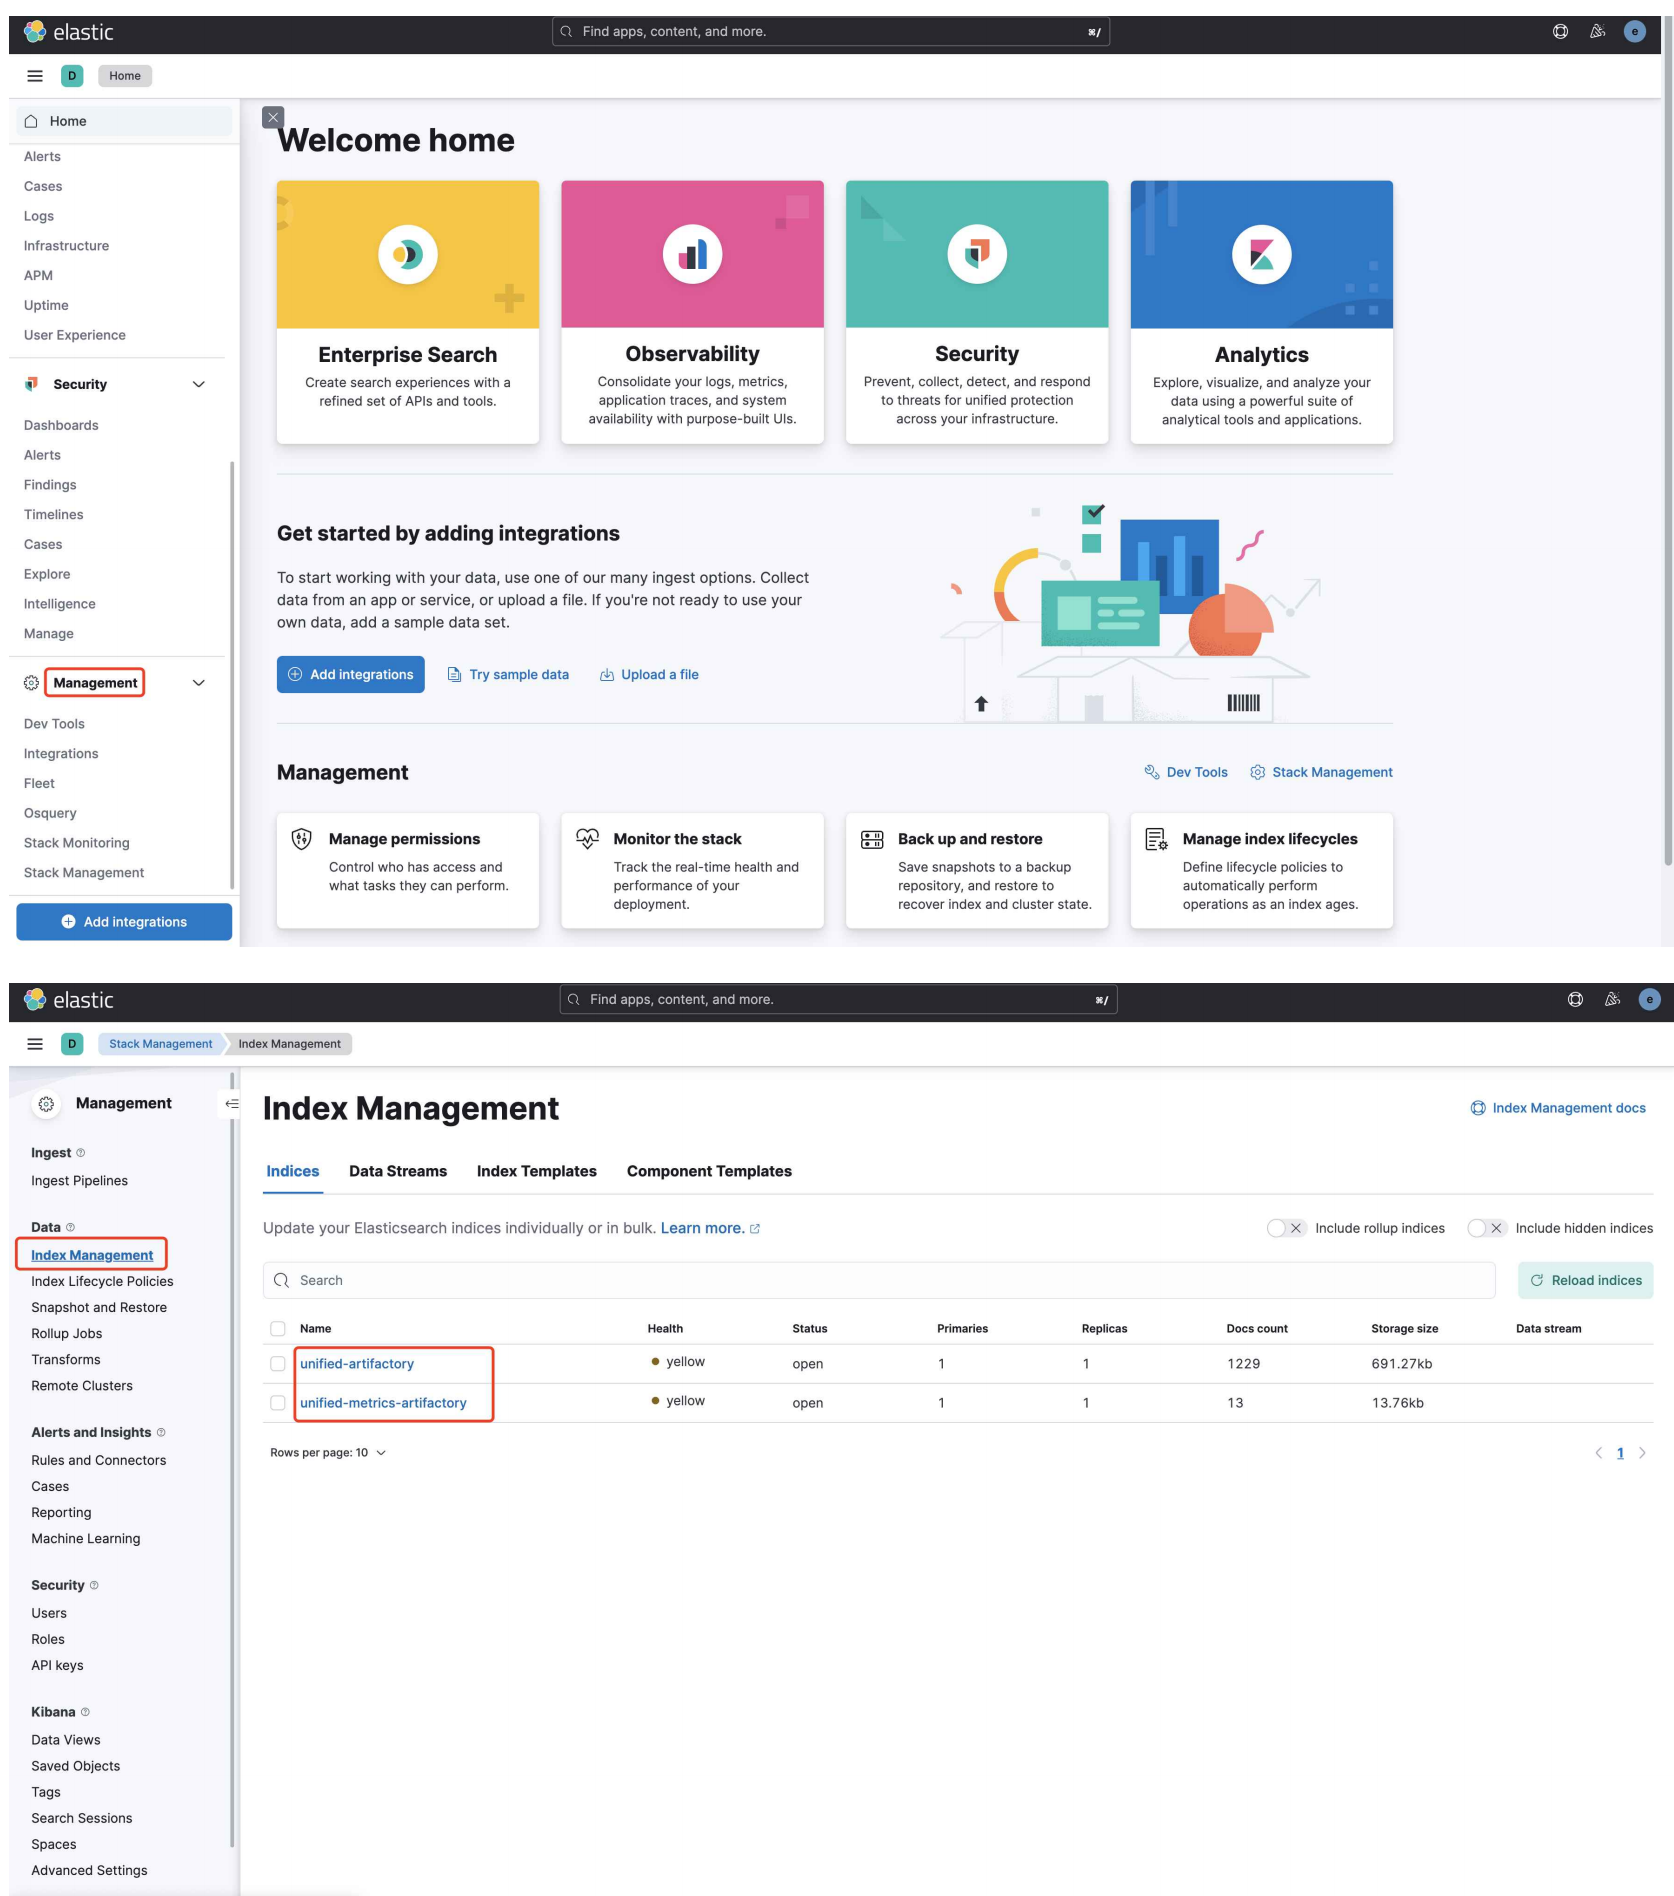 elastic
Find apps, content, and more.
⌘/
e
D
Home
Home
Alerts
Cases
Logs
Infrastructure
APM
Uptime
User Experience
Security
Dashboards
Alerts
Findings
Timelines
Cases
Explore
Intelligence
Manage
Management
Dev Tools
Integrations
Fleet
Osquery
Stack Monitoring
Stack Management
Add integrations
Welcome home
Enterprise Search
Create search experiences with a
refined set of APIs and tools.
Observability
Consolidate your logs, metrics,
application traces, and system
availability with purpose-built UIs.
Security
Prevent, collect, detect, and respond
to threats for unified protection
across your infrastructure.
Analytics
Explore, visualize, and analyze your
data using a powerful suite of
analytical tools and applications.
Get started by adding integrations
To start working with your data, use one of our many ingest options. Collect
data from an app or service, or upload a file. If you're not ready to use your
own data, add a sample data set.
Add integrations
Try sample data
Upload a file
Management
Dev Tools
Stack Management
Manage permissions
Control who has access and
what tasks they can perform.
Monitor the stack
Track the real-time health and
performance of your
deployment.
Back up and restore
Save snapshots to a backup
repository, and restore to
recover index and cluster state.
Manage index lifecycles
Define lifecycle policies to
automatically perform
operations as an index ages.
elastic
Find apps, content, and more.
⌘/
e
D
Stack Management
Index Management
Management
Ingest
Ingest Pipelines
Data
Index Management
Index Lifecycle Policies
Snapshot and Restore
Rollup Jobs
Transforms
Remote Clusters
Alerts and Insights
Rules and Connectors
Cases
Reporting
Machine Learning
Security
Users
Roles
API keys
Kibana
Data Views
Saved Objects
Tags
Search Sessions
Spaces
Advanced Settings
Index Management
Index Management docs
Indices Data Streams Index Templates Component Templates
Update your Elasticsearch indices individually or in bulk. Learn more.
Include rollup indices
Include hidden indices
Search
Reload indices
Name Health Status Primaries Replicas Docs count Storage size Data stream
unified-artifactory yellow open 1 1 1229 691.27kb
unified-metrics-artifactory yellow open 1 1 13 13.76kb
Rows per page: 10
1